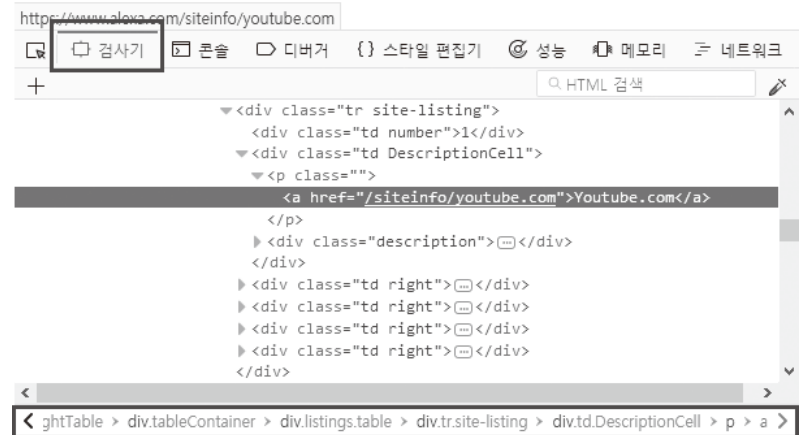 https://www.alexa.com/siteinfo/youtube.com
검사기 콘솔 디버거 {} 스타일 편집기 성능 메모리 네트워크
+ HTML 검색
<div class="tr site-listing">
<div class="td number">1</div>
<div class="td DescriptionCell">
<p class="">
<a href="/siteinfo/youtube.com">Youtube.com</a>
</p>
<div class="description">…</div>
</div>
<div class="td right">…</div>
<div class="td right">…</div>
<div class="td right">…</div>
<div class="td right">…</div>
</div>
ghtTable > div.tableContainer > div.listings.table > div.tr.site-listing > div.td.DescriptionCell > p > a